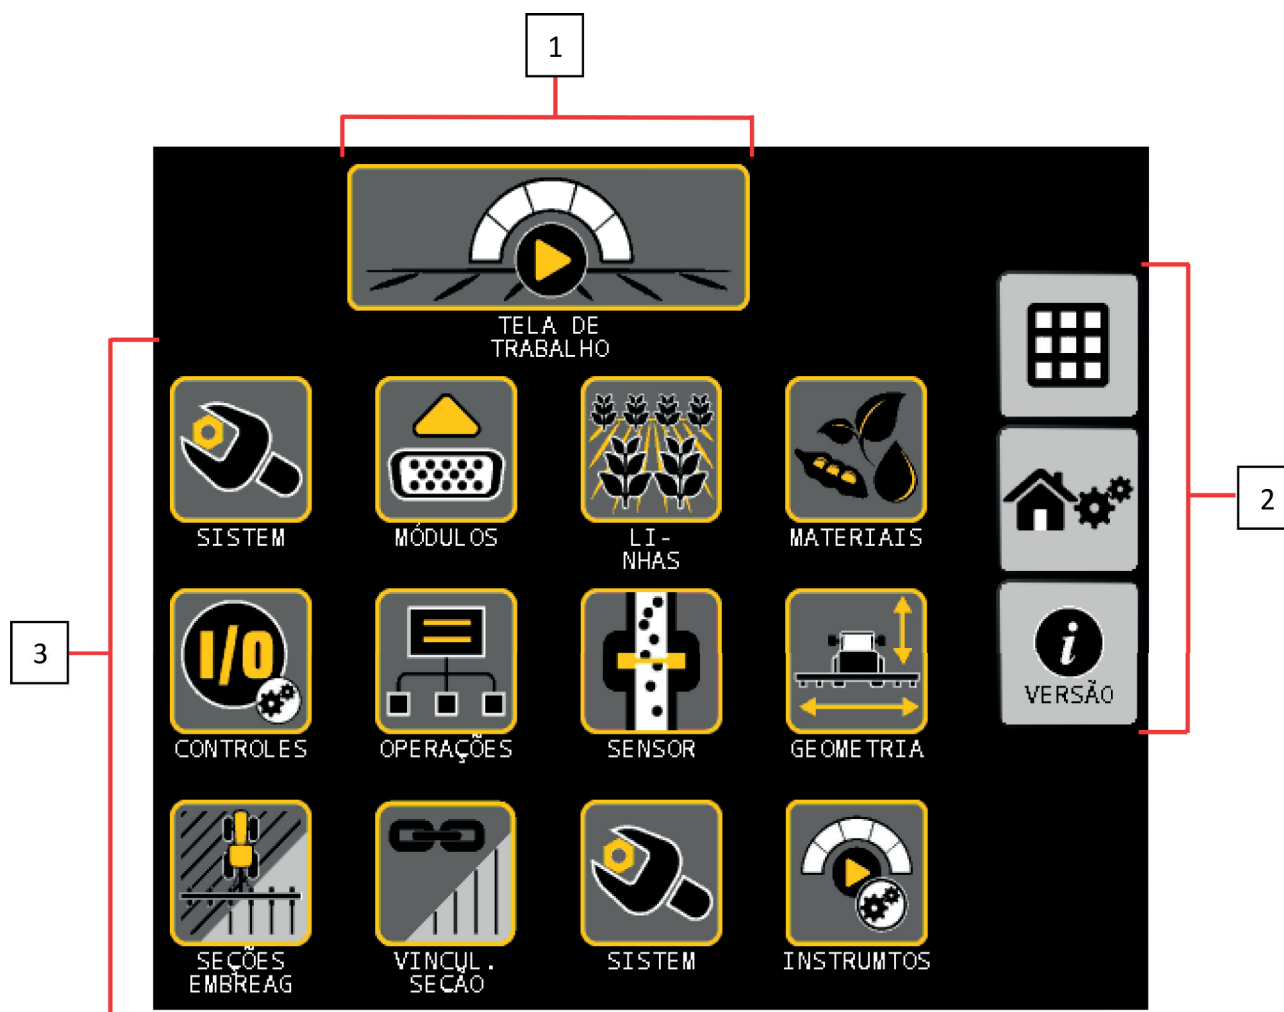 1
TELA DE
TRABALHO
2
3
SISTEM
MÓDULOS
LI-
NHAS
MATERIAIS
I/O
CONTROLES
OPERAÇÕES
SENSOR
GEOMETRIA
i
VERSÃO
SEÇÕES
EMBREAG
VINCUL.
SEÇÃO
SISTEM
INSTRUMTOS